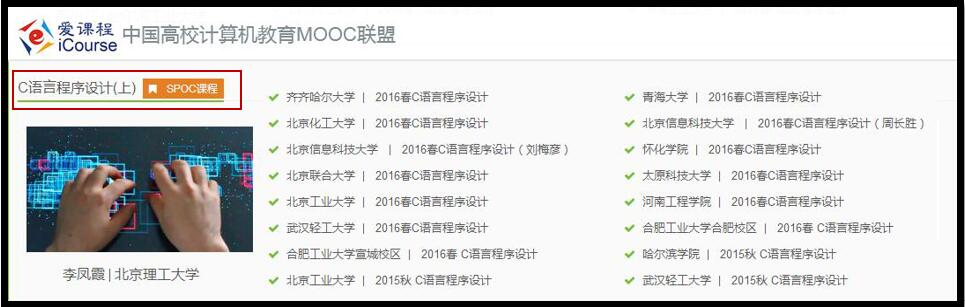 爱课程
iCourse
中国高校计算机教育MOOC联盟
C语言程序设计(上) SPOC课程
李凤霞 | 北京理工大学
齐齐哈尔大学 | 2016春C语言程序设计
北京化工大学 | 2016春C语言程序设计
北京信息科技大学 | 2016春C语言程序设计（刘梅彦）
北京联合大学 | 2016春C语言程序设计
北京工业大学 | 2016春C语言程序设计
武汉轻工大学 | 2016春C语言程序设计
合肥工业大学宣城校区 | 2016春 C语言程序设计
北京工业大学 | 2015秋 C语言程序设计
青海大学 | 2016春C语言程序设计
北京信息科技大学 | 2016春C语言程序设计（周长胜）
怀化学院 | 2016春C语言程序设计
太原科技大学 | 2016春C语言程序设计
河南工程学院 | 2016春C语言程序设计
合肥工业大学合肥校区 | 2016春 C语言程序设计
哈尔滨学院 | 2015秋 C语言程序设计
武汉轻工大学 | 2015秋 C语言程序设计